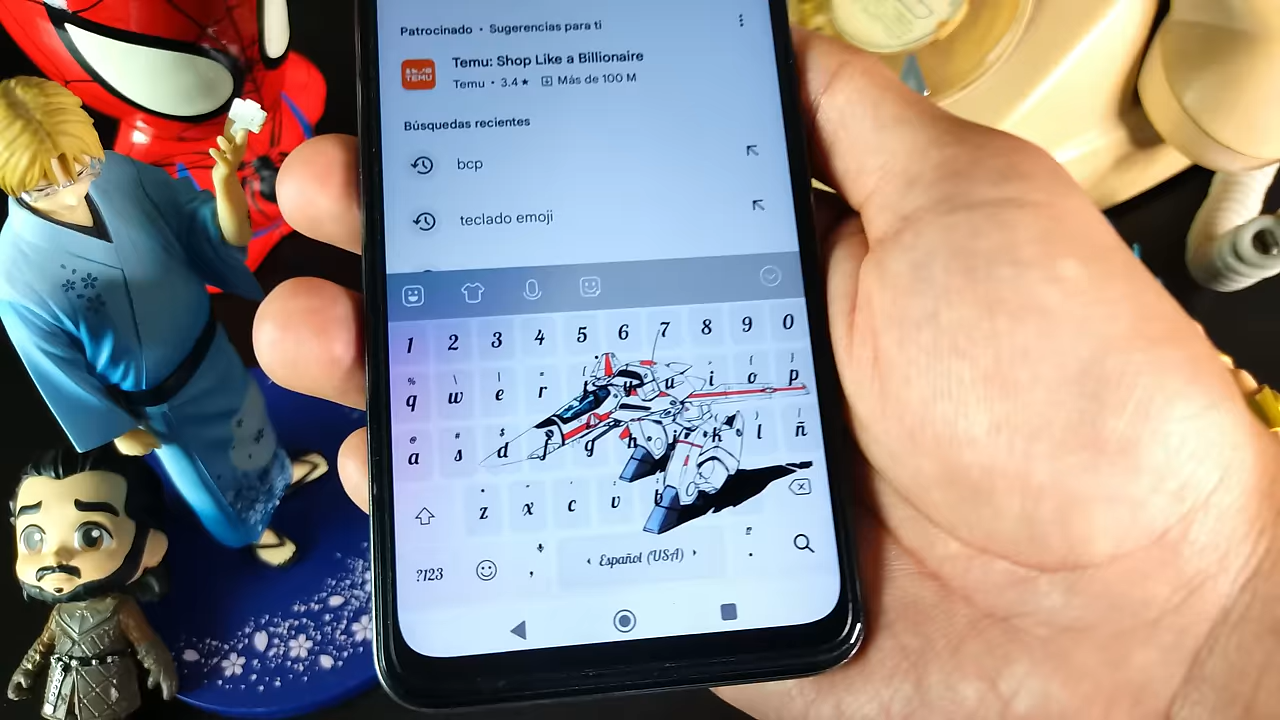 Patrocinado • Sugerencias para ti
TEMU
Temu: Shop Like a Billionaire
Temu • 3.4★ Más de 100 M
Búsquedas recientes
bcp
teclado emoji
1 2 3 4 5 6 7 8 9 0
% \ | = [ > { }
q w e r t y u i o p
@ # $ ( )
a s d f g h j k l ñ
z x c v b
?123 , ‹ Español (USA) › .